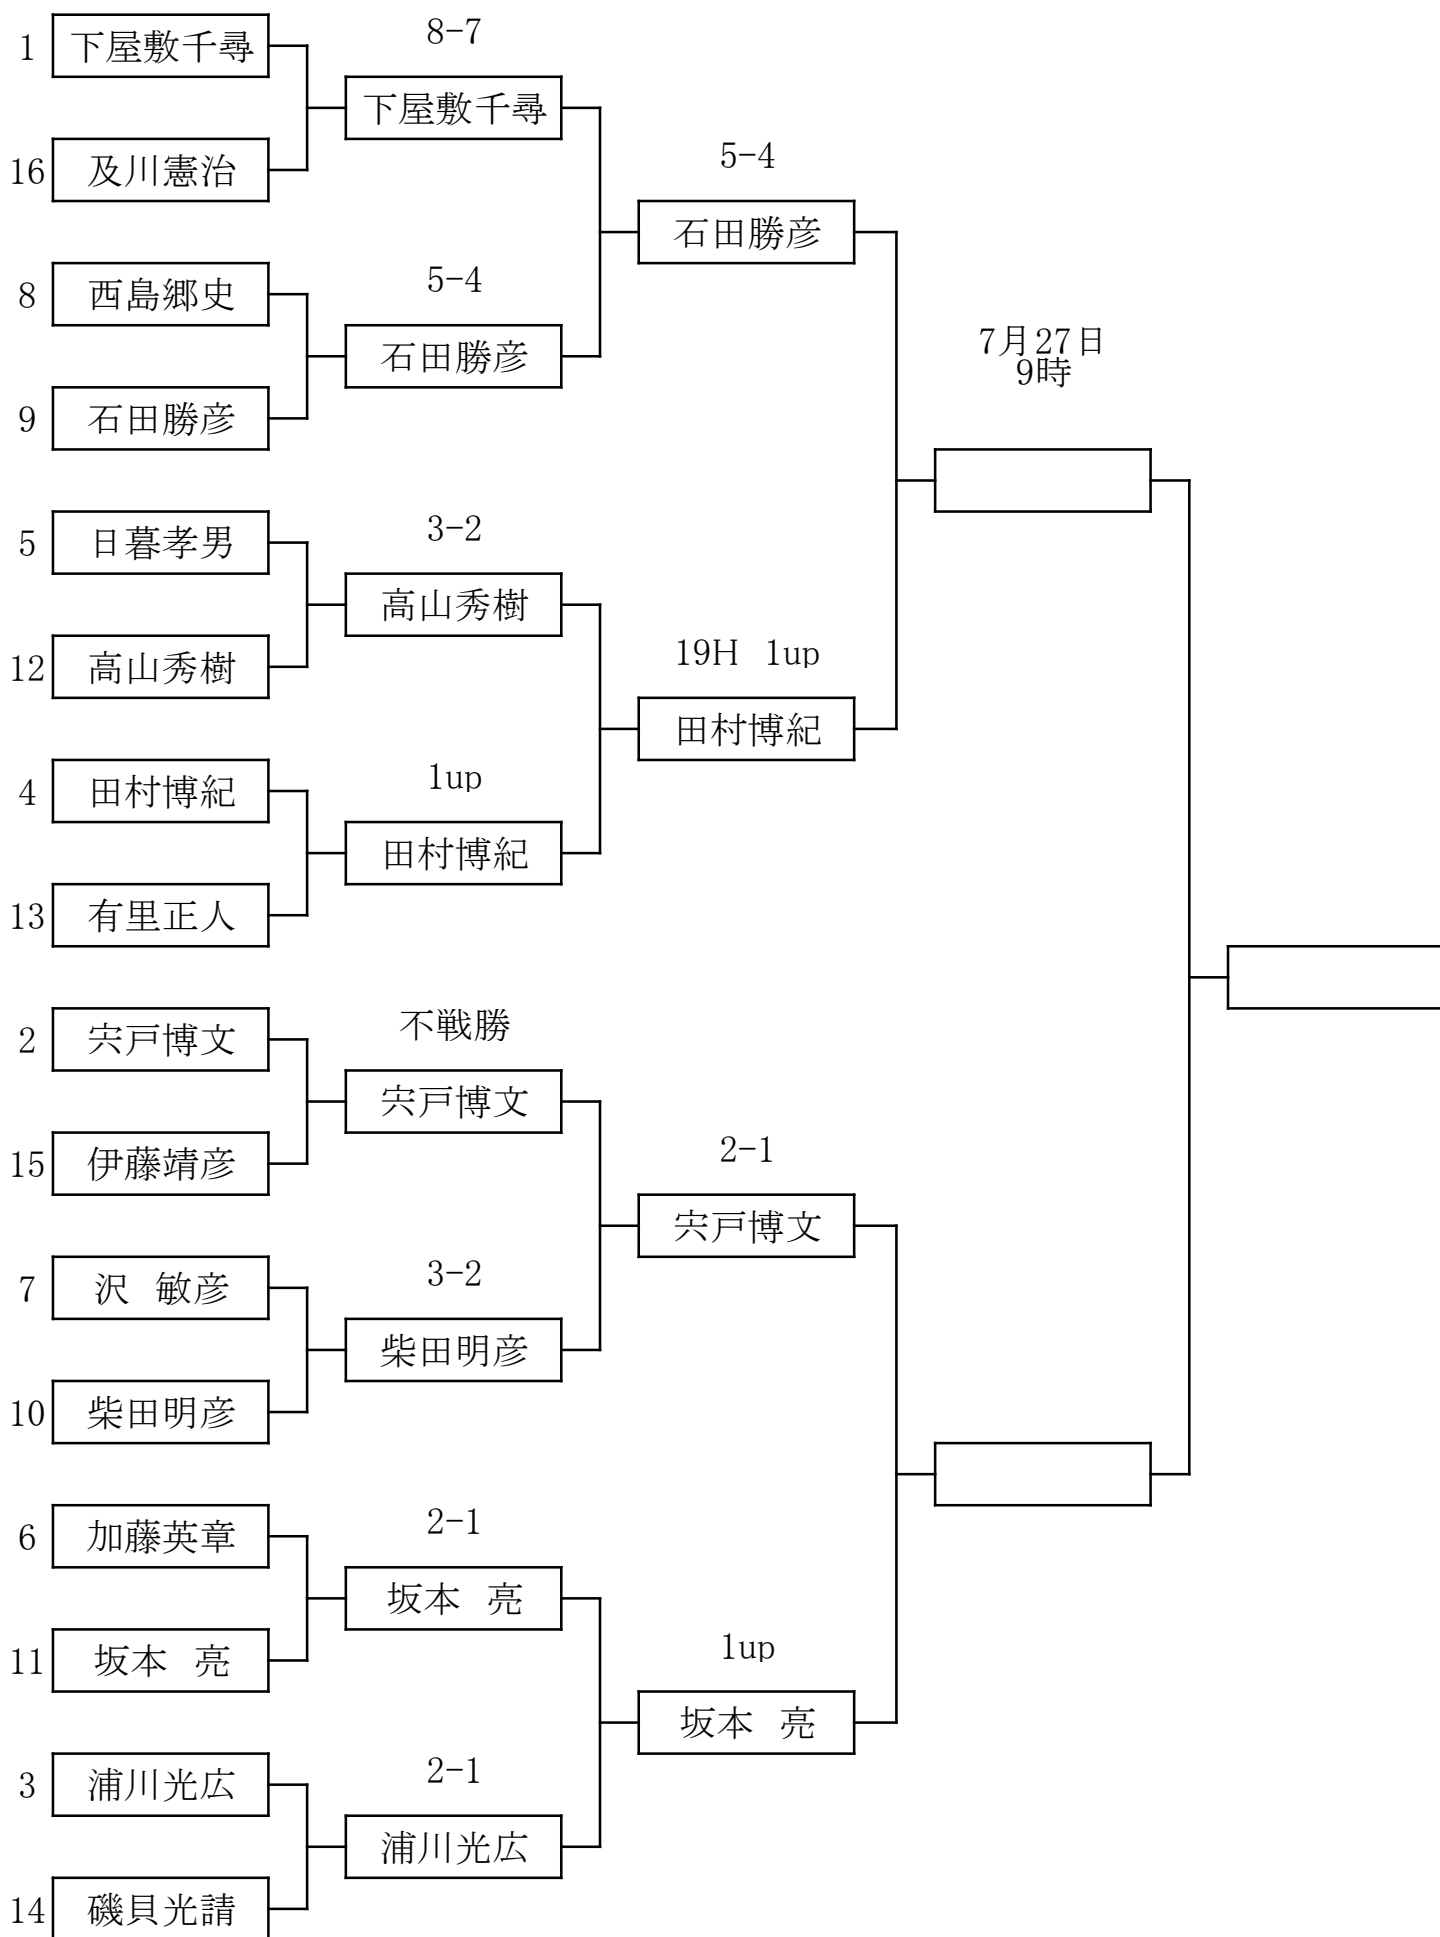 8-7
1 下屋敷千尋
下屋敷千尋
5-4
16 及川憲治
石田勝彦
5-4
8 西島郷史
7月27日
石田勝彦
9時
9 石田勝彦
3-2
5 日暮孝男
高山秀樹
19H 1up
12 高山秀樹
田村博紀
1up
4 田村博紀
田村博紀
13 有里正人
不戦勝
2 宍戸博文
宍戸博文
2-1
15 伊藤靖彦
宍戸博文
3-2
7 沢 敏彦
柴田明彦
10 柴田明彦
2-1
6 加藤英章
坂本 亮
1up
11 坂本 亮
坂本 亮
2-1
3 浦川光広
浦川光広
14 磯貝光請